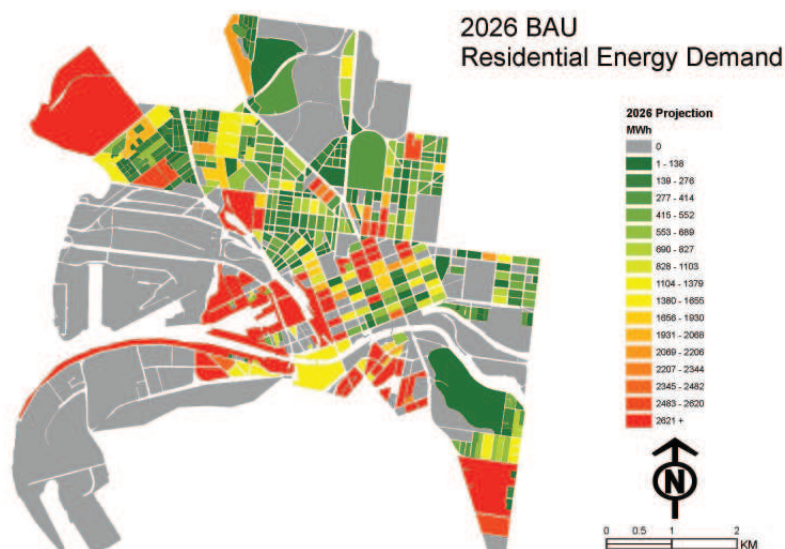 2026 BAU
Residential Energy Demand
2026 Projection
MWh
0
1 - 138
139 - 276
277 - 414
415 - 552
553 - 689
690 - 827
828 - 1103
1104 - 1379
1380 - 1655
1656 - 1930
1931 - 2068
2069 - 2206
2207 - 2344
2345 - 2482
2483 - 2620
2621 +
N
0 0.5 1 2
KM